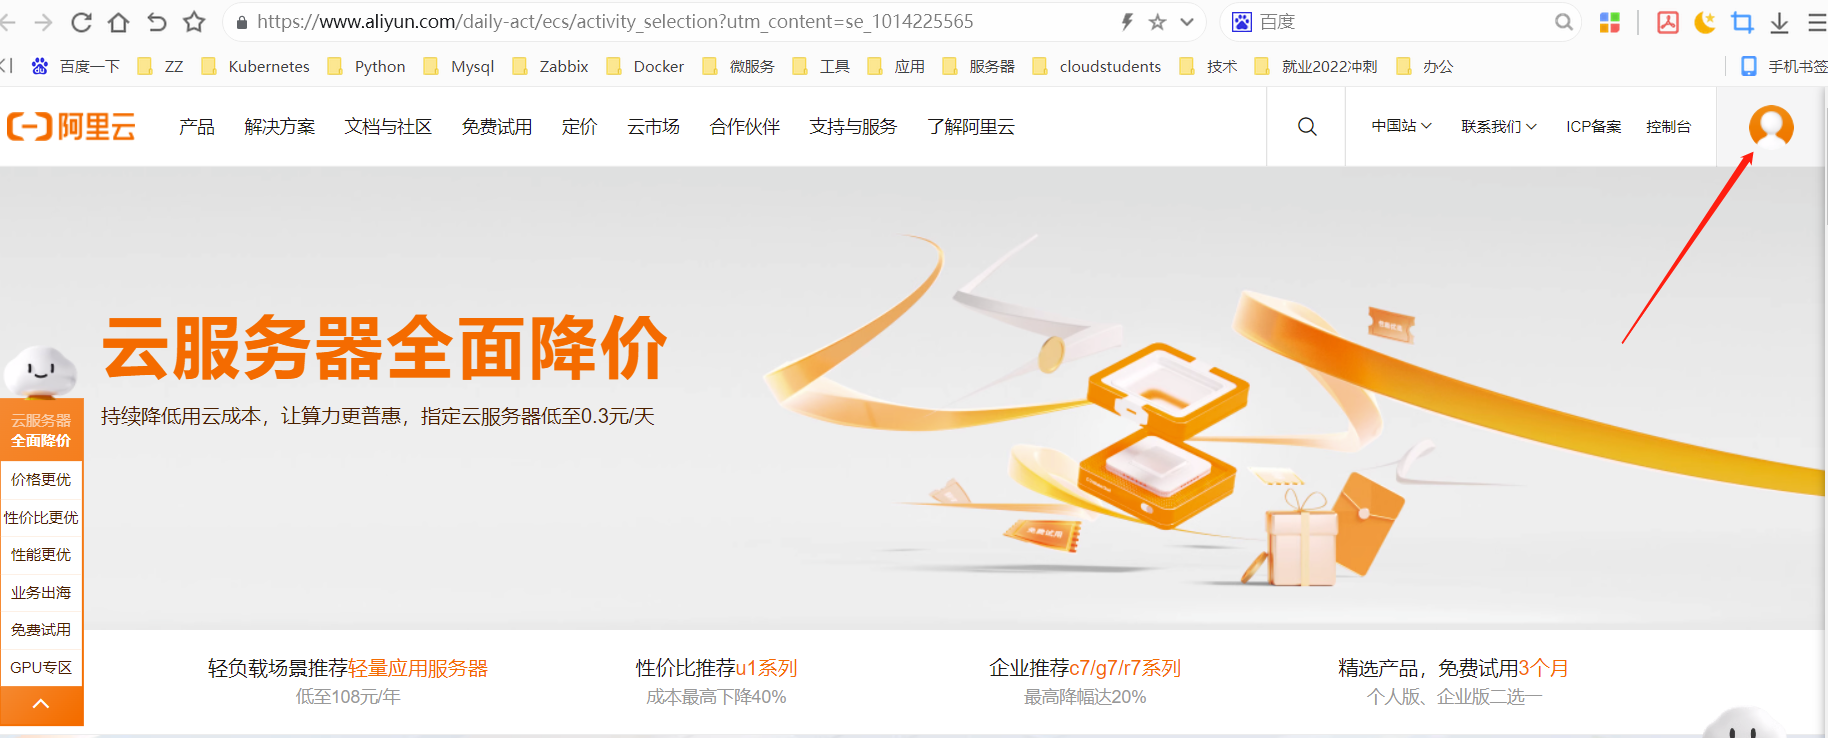 https://www.aliyun.com/daily-act/ecs/activity_selection?utm_content=se_1014225565
百度
百度一下 ZZ Kubernetes Python Mysql Zabbix Docker 微服务 工具 应用 服务器 cloudstudents 技术 就业2022冲刺 办公 手机书签
阿里云 产品 解决方案 文档与社区 免费试用 定价 云市场 合作伙伴 支持与服务 了解阿里云 中国站 联系我们 ICP备案 控制台
云服务器全面降价
持续降低用云成本，让算力更普惠，指定云服务器低至0.3元/天
云服务器
全面降价
价格更优
性价比更优
性能更优
业务出海
免费试用
GPU专区
免费试用
轻负载场景推荐轻量应用服务器
低至108元/年
性价比推荐u1系列
成本最高下降40%
企业推荐c7/g7/r7系列
最高降幅达20%
精选产品，免费试用3个月
个人版、企业版二选一